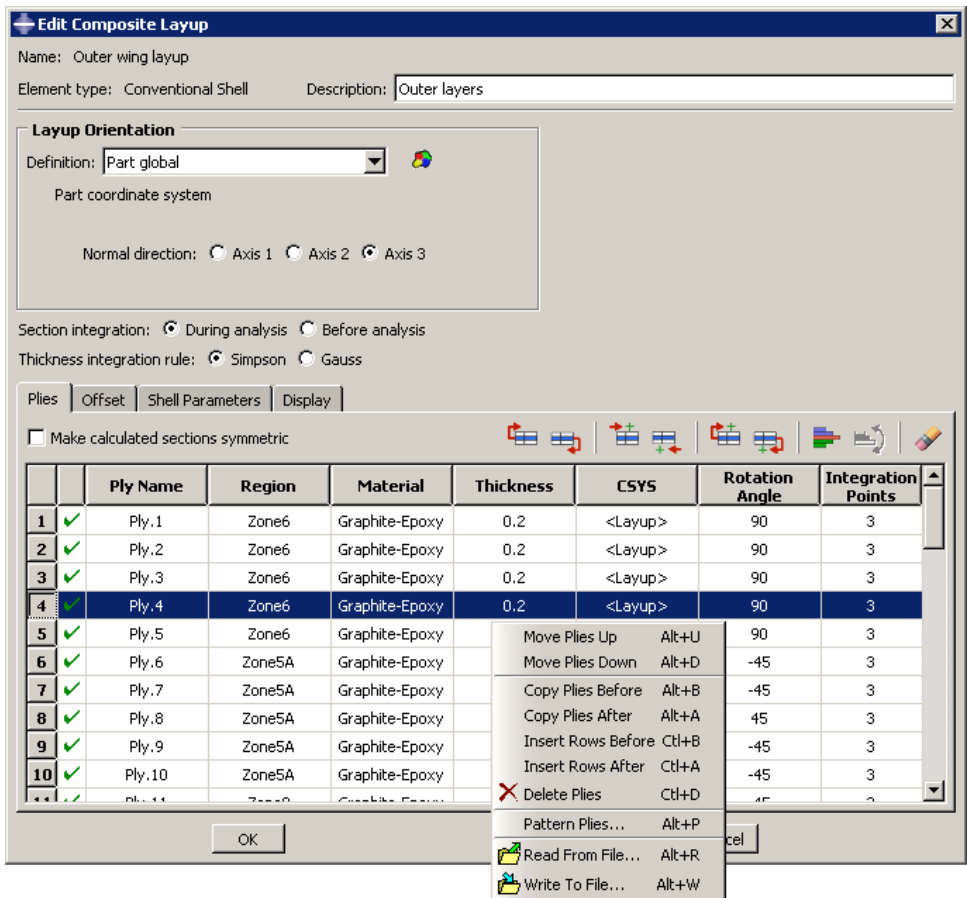 Edit Composite Layup
Name: Outer wing layup
Element type: Conventional Shell Description: Outer layers
Layup Orientation
Definition: Part global
Part coordinate system
Normal direction: Axis 1 Axis 2 Axis 3
Section integration: During analysis Before analysis
Thickness integration rule: Simpson Gauss
Plies Offset Shell Parameters Display
Make calculated sections symmetric
Ply Name Region Material Thickness CSYS Rotation Angle Integration Points
1 Ply.1 Zone6 Graphite-Epoxy 0.2 <Layup> 90 3
2 Ply.2 Zone6 Graphite-Epoxy 0.2 <Layup> 90 3
3 Ply.3 Zone6 Graphite-Epoxy 0.2 <Layup> 90 3
4 Ply.4 Zone6 Graphite-Epoxy 0.2 <Layup> 90 3
5 Ply.5 Zone6 Graphite-Epoxy 90 3
6 Ply.6 Zone5A Graphite-Epoxy -45 3
7 Ply.7 Zone5A Graphite-Epoxy -45 3
8 Ply.8 Zone5A Graphite-Epoxy 45 3
9 Ply.9 Zone5A Graphite-Epoxy -45 3
10 Ply.10 Zone5A Graphite-Epoxy -45 3
Move Plies Up Alt+U
Move Plies Down Alt+D
Copy Plies Before Alt+B
Copy Plies After Alt+A
Insert Rows Before Ctl+B
Insert Rows After Ctl+A
Delete Plies Ctl+D
Pattern Plies... Alt+P
Read From File... Alt+R
Write To File... Alt+W
OK
cel